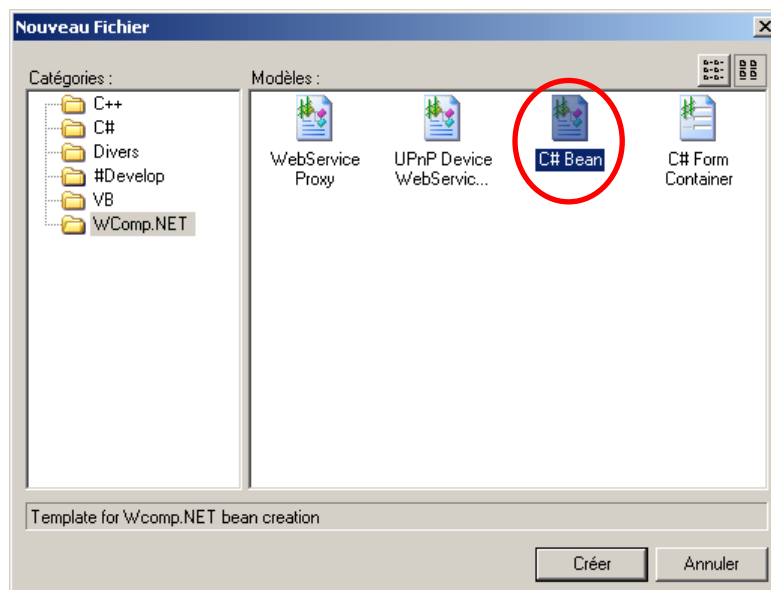 Nouveau Fichier
Catégories :
Modèles :
C++
C#
Divers
#Develop
VB
WComp.NET
WebService
Proxy
UPnP Device
WebServic...
C# Bean
C# Form
Container
Template for Wcomp.NET bean creation
Créer
Annuler